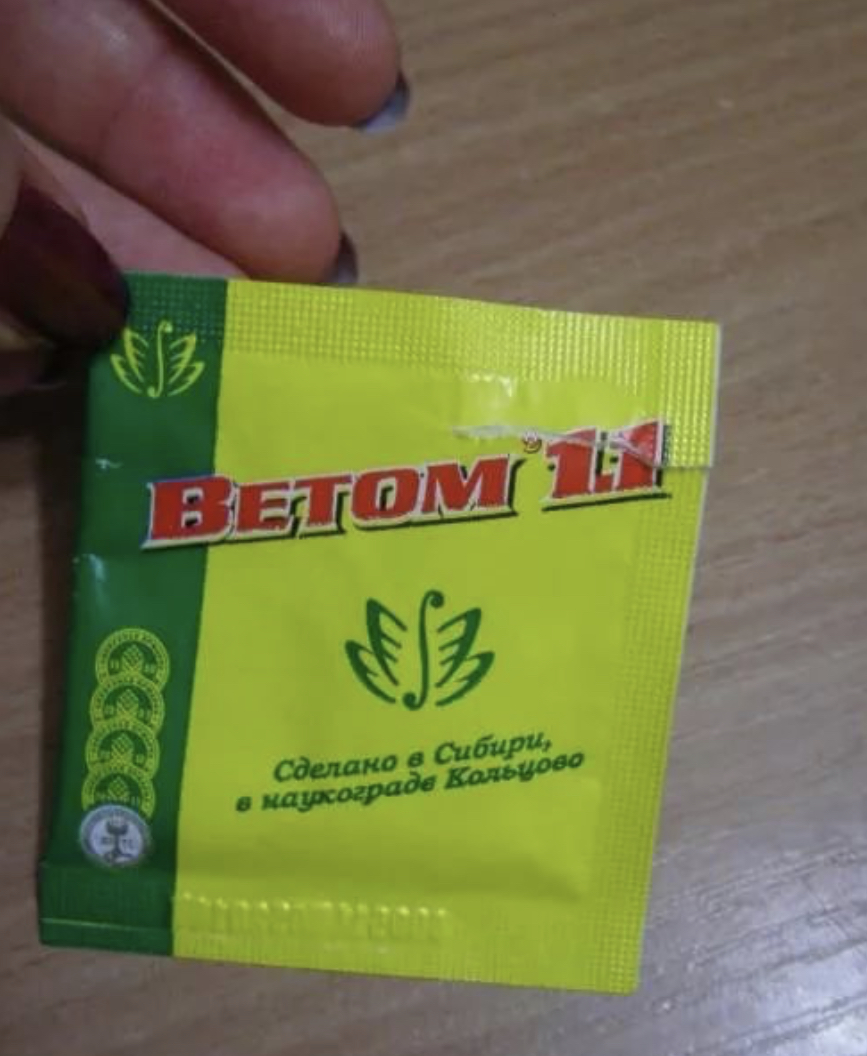 ВЕТОМ® 1.1
Сделано в Сибири,
в наукограде Кольцово